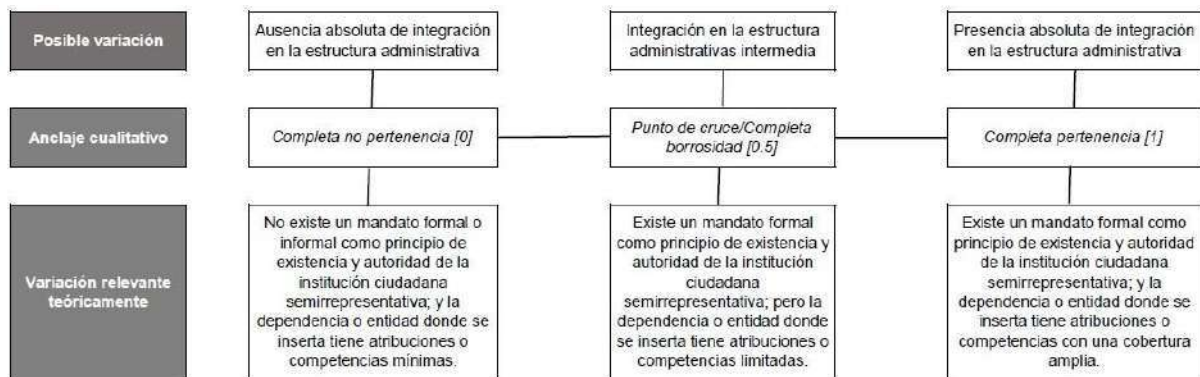 Posible variación
Ausencia absoluta de integración
en la estructura administrativa
Integración en la estructura
administrativas intermedia
Presencia absoluta de integración
en la estructura administrativa
Anclaje cualitativo
Completa no pertenencia [0]
Punto de cruce/Completa
borrosidad [0.5]
Completa pertenencia [1]
Variación relevante
teóricamente
No existe un mandato formal o
informal como principio de
existencia y autoridad de la
institución ciudadana
semirrepresentativa; y la
dependencia o entidad donde se
inserta tiene atribuciones o
competencias mínimas.
Existe un mandato formal
como principio de existencia y
autoridad de la institución
ciudadana
semirrepresentativa; pero la
dependencia o entidad donde
se inserta tiene atribuciones o
competencias limitadas.
Existe un mandato formal como
principio de existencia y autoridad
de la institución ciudadana
semirrepresentativa; y la
dependencia o entidad donde se
inserta tiene atribuciones o
competencias con una cobertura
amplia.